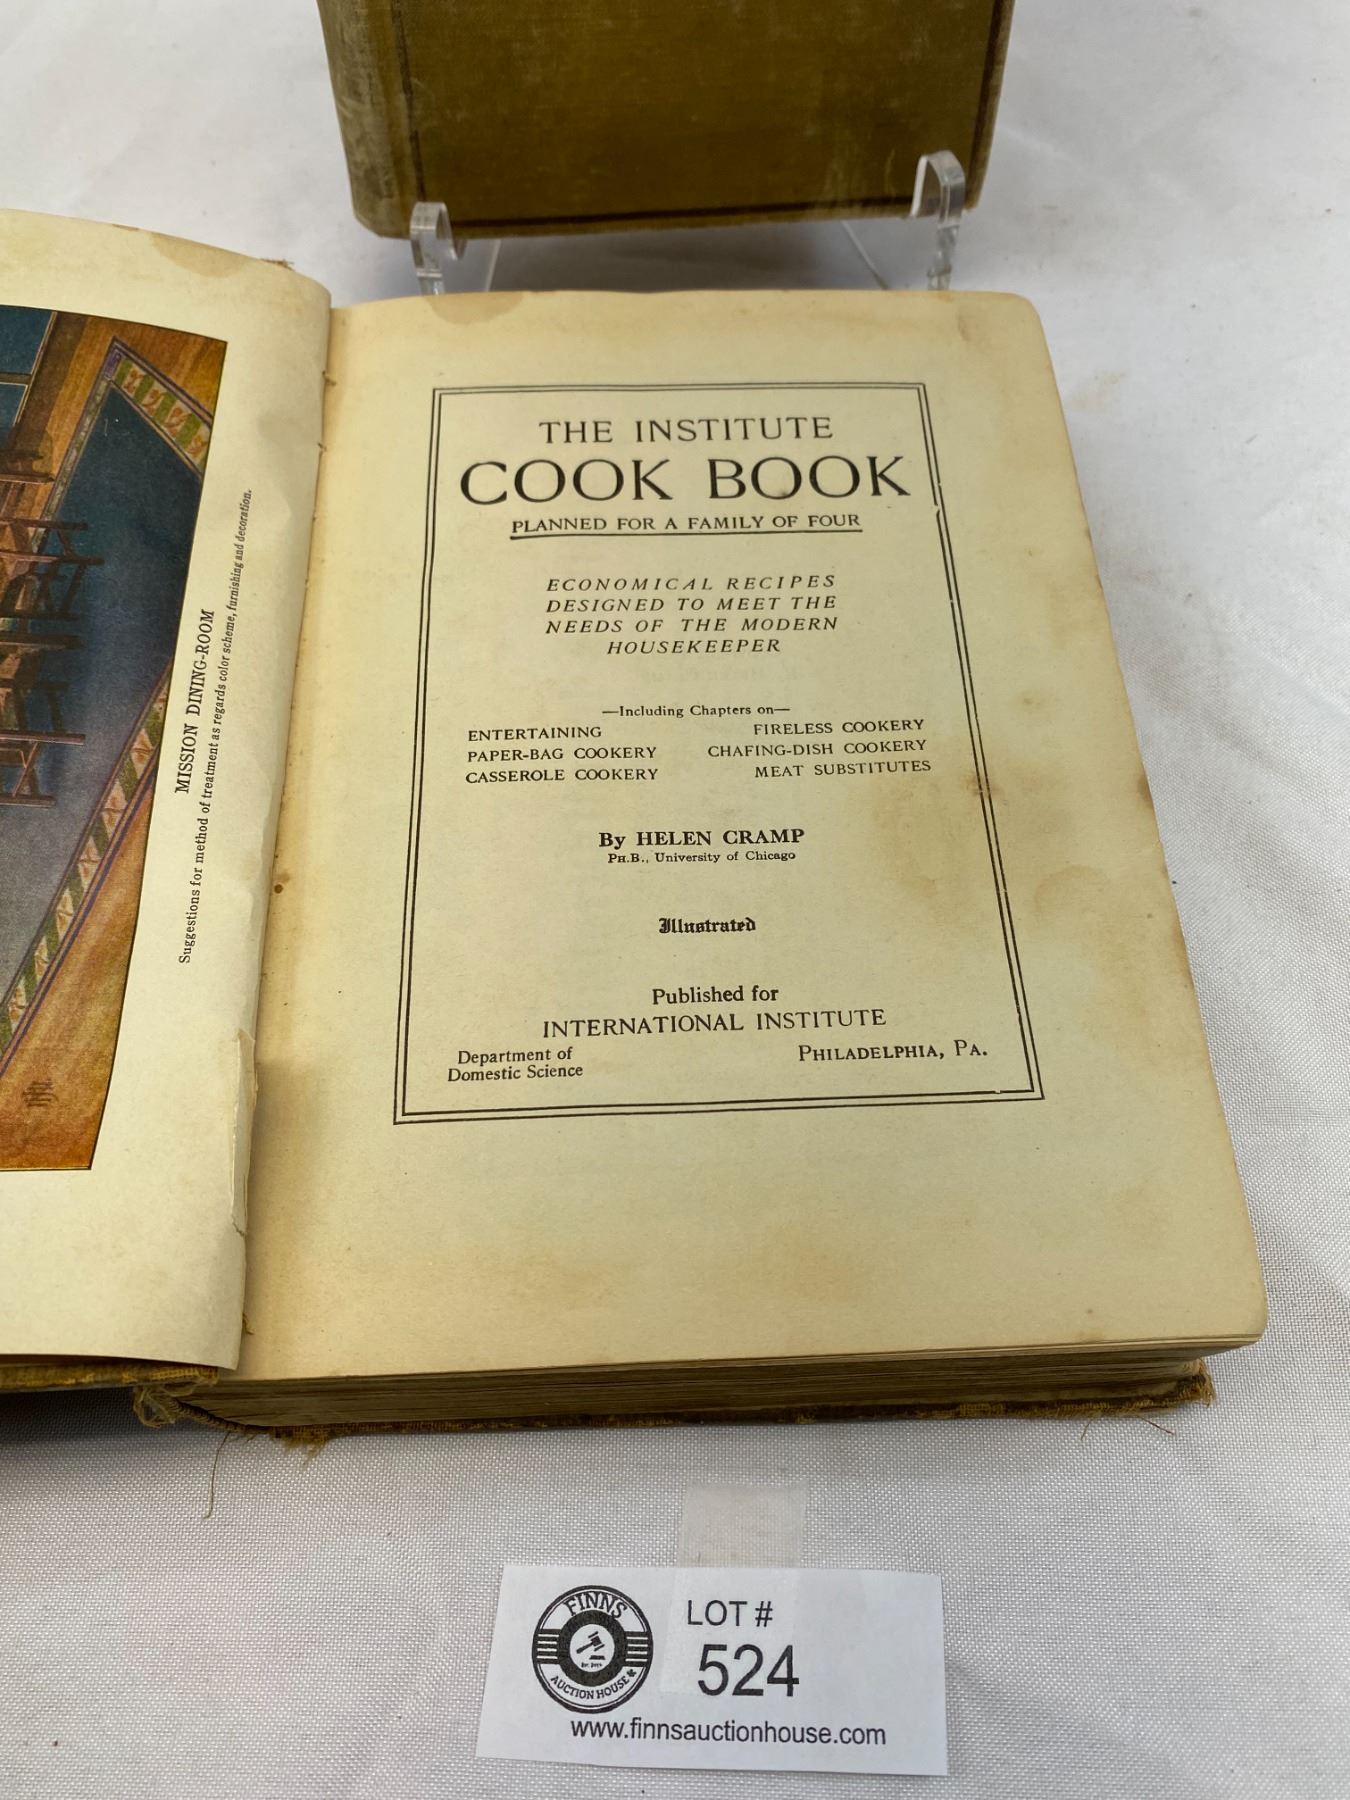 MISSION DINING-ROOM
Suggestions for method of treatment as regards color scheme, furnishing and decoration.
THE INSTITUTE
COOK BOOK
PLANNED FOR A FAMILY OF FOUR
ECONOMICAL RECIPES
DESIGNED TO MEET THE
NEEDS OF THE MODERN
HOUSEKEEPER
—Including Chapters on—
ENTERTAINING FIRELESS COOKERY
PAPER-BAG COOKERY CHAFING-DISH COOKERY
CASSEROLE COOKERY MEAT SUBSTITUTES
By HELEN CRAMP
PH.B., University of Chicago
Illustrated
Published for
INTERNATIONAL INSTITUTE
Department of
Domestic Science
PHILADELPHIA, PA.
FINNS
AUCTION HOUSE
LOT #
524
www.finnsauctionhouse.com